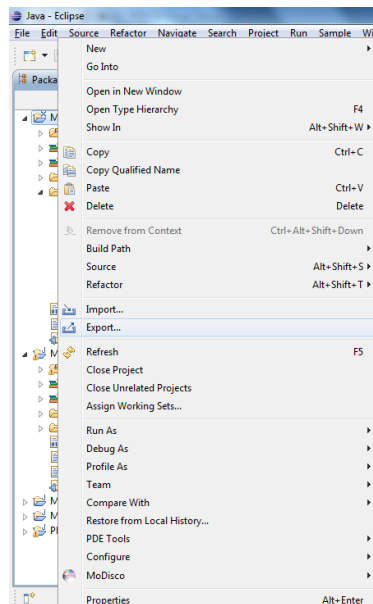 Java - Eclipse
File Edit Source Refactor Navigate Search Project Run Sample Wi
Packa
New
Go Into
Open in New Window
Open Type Hierarchy F4
Show In Alt+Shift+W
Copy Ctrl+C
Copy Qualified Name
Paste Ctrl+V
Delete Delete
Remove from Context Ctrl+Alt+Shift+Down
Build Path
Source Alt+Shift+S
Refactor Alt+Shift+T
Import...
Export...
Refresh F5
Close Project
Close Unrelated Projects
Assign Working Sets...
Run As
Debug As
Profile As
Team
M Compare With
M Restore from Local History...
PI PDE Tools
Configure
MoDisco
Properties Alt+Enter